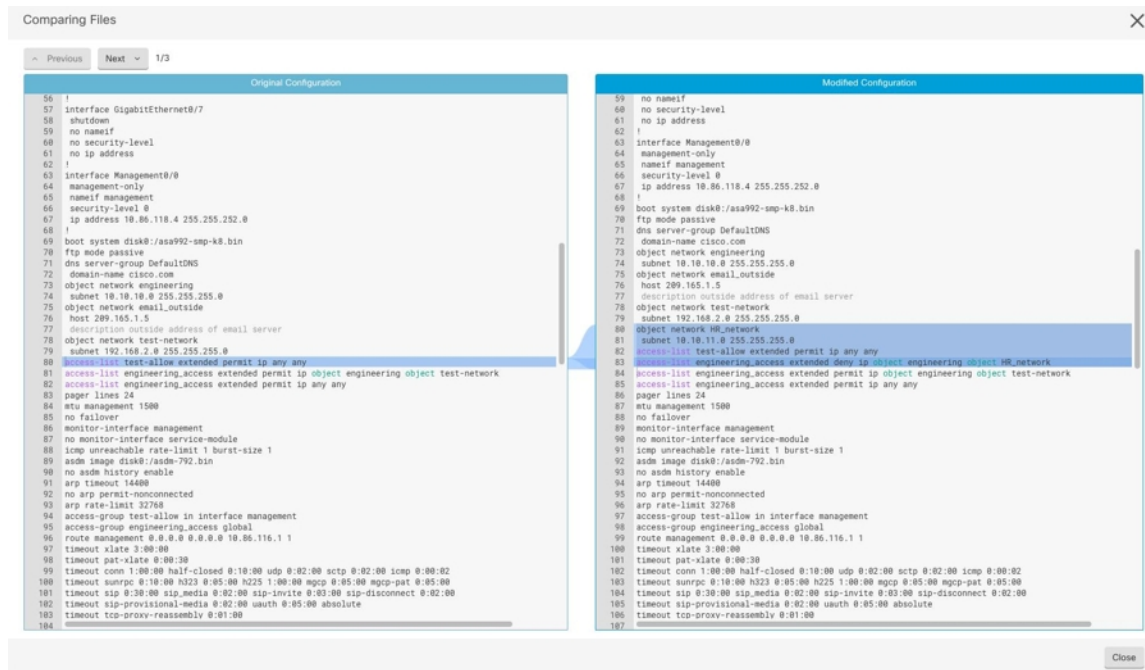 Comparing Files
Previous Next 1/3
Original Configuration
56 !
57 interface GigabitEthernet0/7
58 shutdown
59 no nameif
60 no security-level
61 no ip address
62 !
63 interface Management0/0
64 management-only
65 nameif management
66 security-level 0
67 ip address 10.86.118.4 255.255.252.0
68 !
69 boot system disk0:/asa992-smp-k8.bin
70 ftp mode passive
71 dns server-group DefaultDNS
72 domain-name cisco.com
73 object network engineering
74 subnet 10.10.10.0 255.255.255.0
75 object network email_outside
76 host 209.165.1.5
77 description outside address of email server
78 object network test-network
79 subnet 192.168.2.0 255.255.255.0
80 access-list test-allow extended permit ip any any
81 access-list engineering_access extended permit ip object engineering object test-network
82 access-list engineering_access extended permit ip any any
83 pager lines 24
84 mtu management 1500
85 no failover
86 monitor-interface management
87 no monitor-interface service-module
88 icmp unreachable rate-limit 1 burst-size 1
89 asdm image disk0:/asdm-792.bin
90 no asdm history enable
91 arp timeout 14400
92 no arp permit-nonconnected
93 arp rate-limit 32768
94 access-group test-allow in interface management
95 access-group engineering_access global
96 route management 0.0.0.0 0.0.0.0 10.86.116.1 1
97 timeout xlate 3:00:00
98 timeout pat-xlate 0:00:30
99 timeout conn 1:00:00 half-closed 0:10:00 udp 0:02:00 sctp 0:02:00 icmp 0:00:02
100 timeout sunrpc 0:10:00 h323 0:05:00 h225 1:00:00 mgcp 0:05:00 mgcp-pat 0:05:00
101 timeout sip 0:30:00 sip_media 0:02:00 sip-invite 0:03:00 sip-disconnect 0:02:00
102 timeout sip-provisional-media 0:02:00 uauth 0:05:00 absolute
103 timeout tcp-proxy-reassembly 0:01:00
104
Modified Configuration
59 no nameif
60 no security-level
61 no ip address
62 !
63 interface Management0/0
64 management-only
65 nameif management
66 security-level 0
67 ip address 10.86.118.4 255.255.252.0
68 !
69 boot system disk0:/asa992-smp-k8.bin
70 ftp mode passive
71 dns server-group DefaultDNS
72 domain-name cisco.com
73 object network engineering
74 subnet 10.10.10.0 255.255.255.0
75 object network email_outside
76 host 209.165.1.5
77 description outside address of email server
78 object network test-network
79 subnet 192.168.2.0 255.255.255.0
80 object network HR_network
81 subnet 10.10.11.0 255.255.255.0
82 access-list test-allow extended permit ip any any
83 access-list engineering_access extended deny ip object engineering object HR_network
84 access-list engineering_access extended permit ip object engineering object test-network
85 access-list engineering_access extended permit ip any any
86 pager lines 24
87 mtu management 1500
88 no failover
89 monitor-interface management
90 no monitor-interface service-module
91 icmp unreachable rate-limit 1 burst-size 1
92 asdm image disk0:/asdm-792.bin
93 no asdm history enable
94 arp timeout 14400
95 no arp permit-nonconnected
96 arp rate-limit 32768
97 access-group test-allow in interface management
98 access-group engineering_access global
99 route management 0.0.0.0 0.0.0.0 10.86.116.1 1
100 timeout xlate 3:00:00
101 timeout pat-xlate 0:00:30
102 timeout conn 1:00:00 half-closed 0:10:00 udp 0:02:00 sctp 0:02:00 icmp 0:00:02
103 timeout sunrpc 0:10:00 h323 0:05:00 h225 1:00:00 mgcp 0:05:00 mgcp-pat 0:05:00
104 timeout sip 0:30:00 sip_media 0:02:00 sip-invite 0:03:00 sip-disconnect 0:02:00
105 timeout sip-provisional-media 0:02:00 uauth 0:05:00 absolute
106 timeout tcp-proxy-reassembly 0:01:00
107
Close